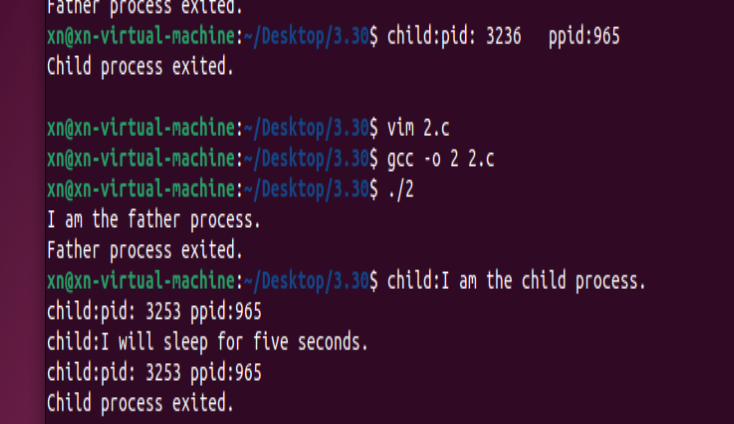 Father process exited.
xn@xn-virtual-machine:~/Desktop/3.30$ child:pid: 3236   ppid:965
Child process exited.
xn@xn-virtual-machine:~/Desktop/3.30$ vim 2.c
xn@xn-virtual-machine:~/Desktop/3.30$ gcc -o 2 2.c
xn@xn-virtual-machine:~/Desktop/3.30$ ./2
I am the father process.
Father process exited.
xn@xn-virtual-machine:~/Desktop/3.30$ child:I am the child process.
child:pid: 3253 ppid:965
child:I will sleep for five seconds.
child:pid: 3253 ppid:965
Child process exited.